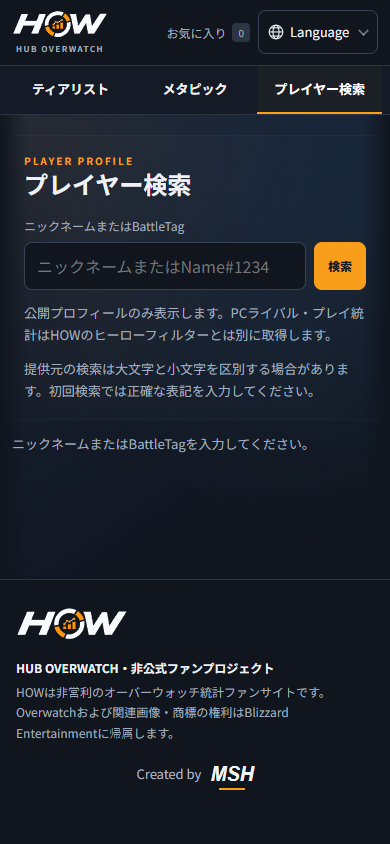 HOW
HUB OVERWATCH
お気に入り 0
Language
ティアリスト メタピック プレイヤー検索
PLAYER PROFILE
プレイヤー検索
ニックネームまたはBattleTag
ニックネームまたはName#1234
検索
公開プロフィールのみ表示します。PCライバル・プレイ統
計はHOWのヒーローフィルターとは別に取得します。
提供元の検索は大文字と小文字を区別する場合がありま
す。初回検索では正確な表記を入力してください。
ニックネームまたはBattleTagを入力してください。
HOW
HUB OVERWATCH・非公式ファンプロジェクト
HOWは非営利のオーバーウォッチ統計ファンサイトです。
Overwatchおよび関連画像・商標の権利はBlizzard
Entertainmentに帰属します。
Created by MSH